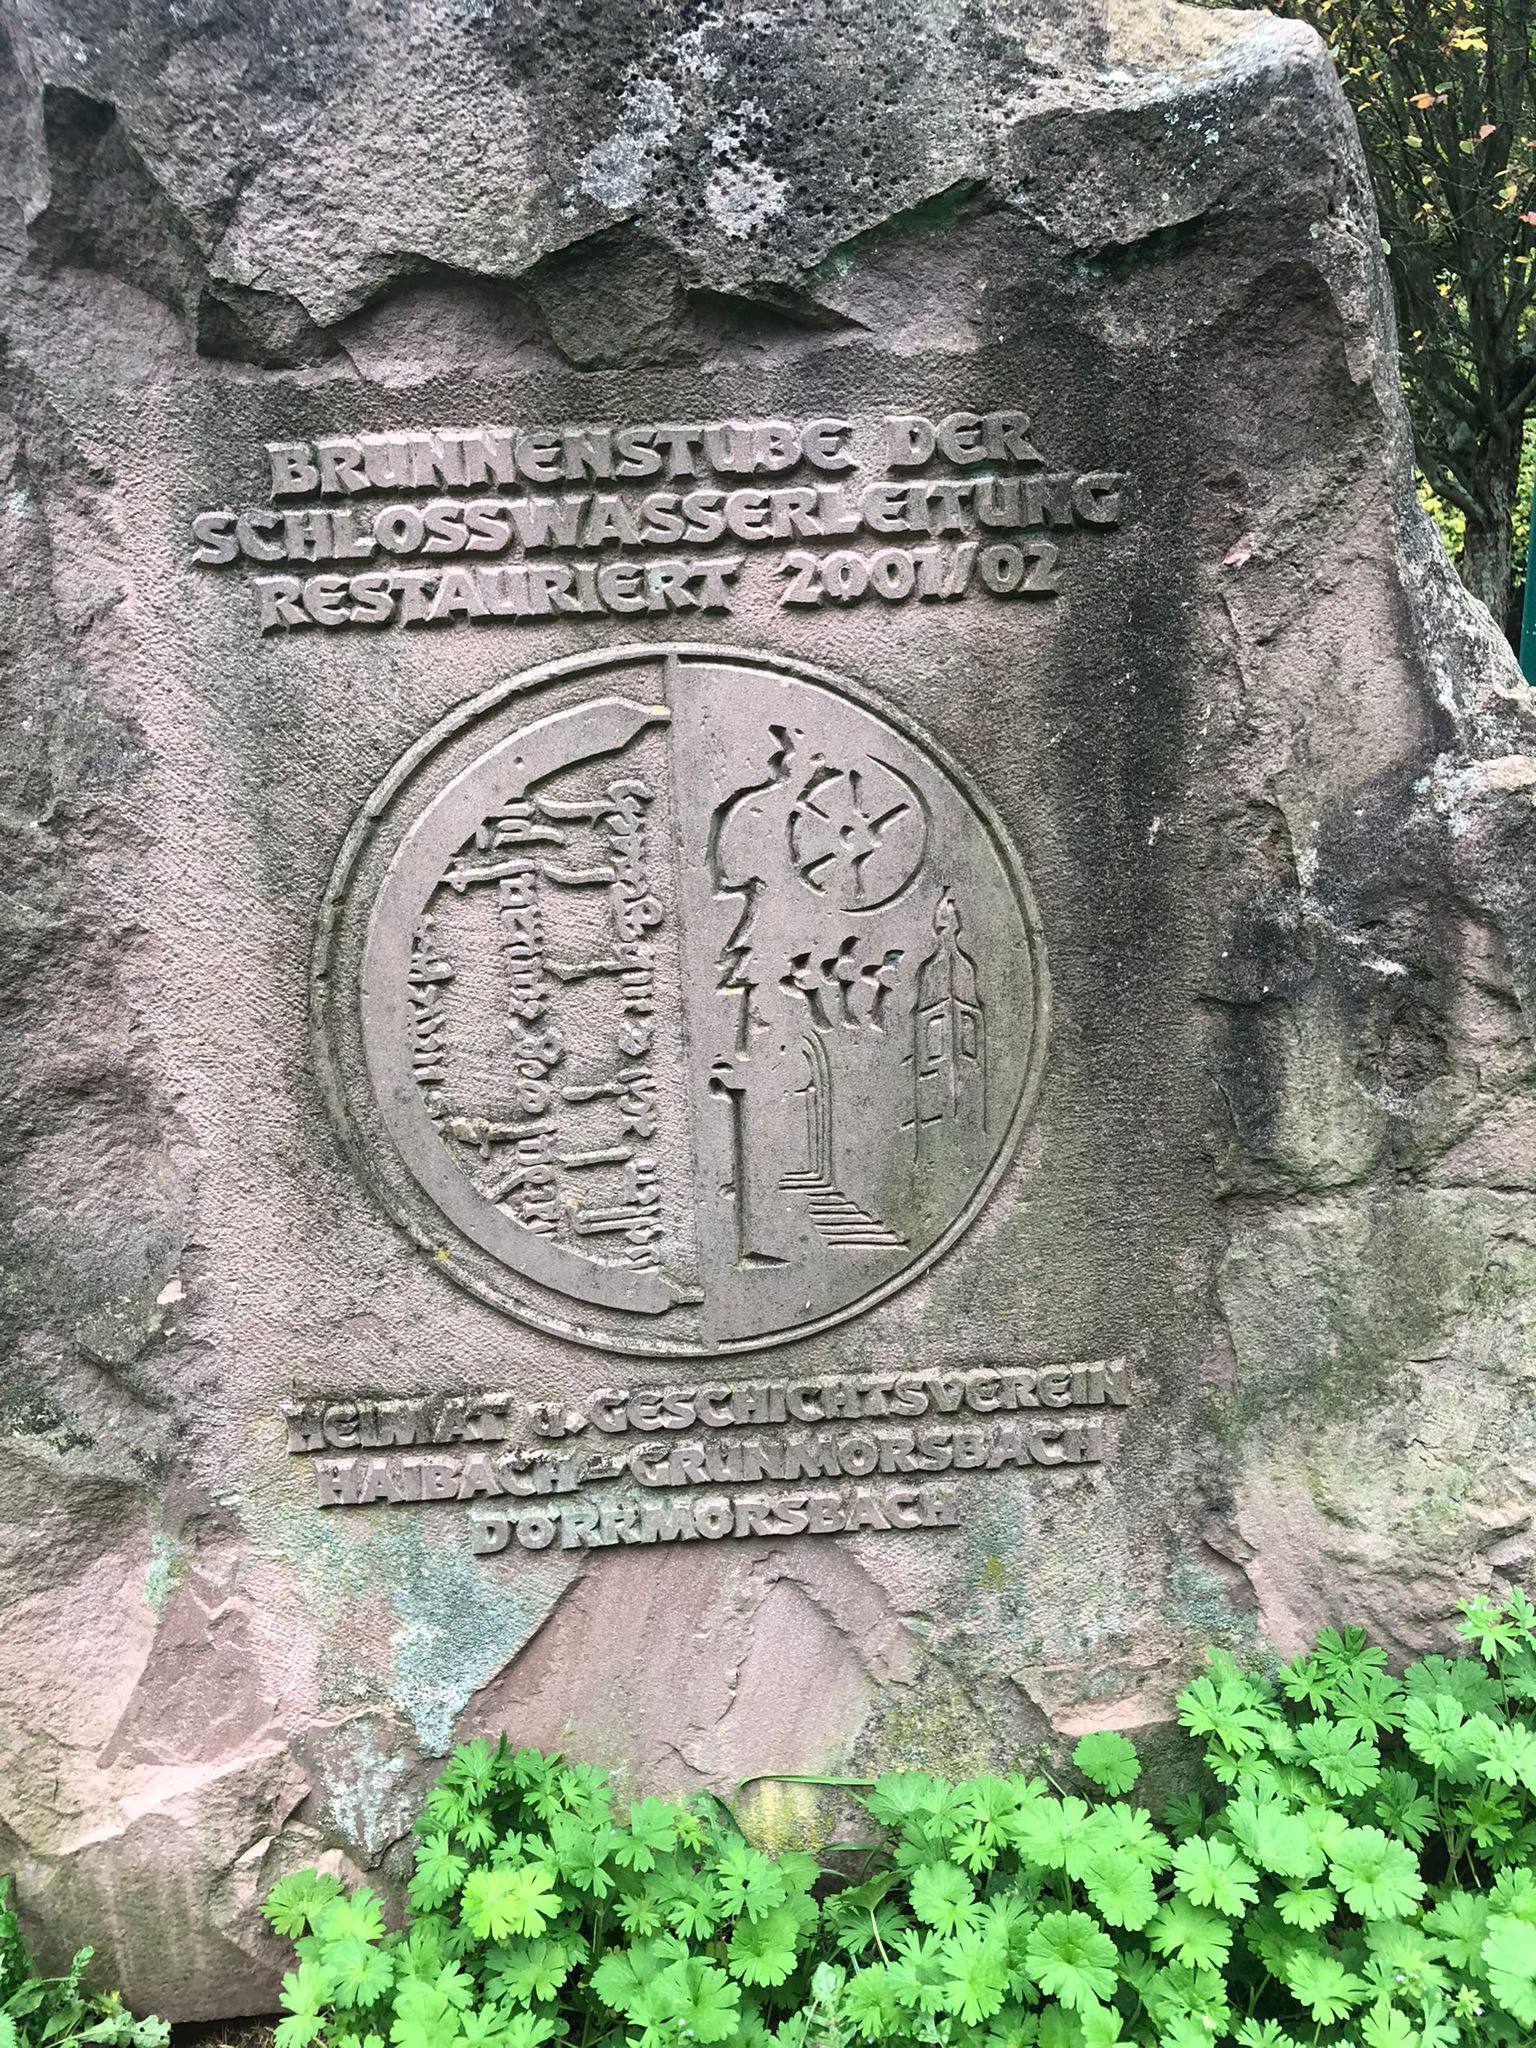 BRUNNENSTUBE DER
SCHLOSSWASSERLEITUNG
RESTAURIERT 2001/02
HEIMAT u. GESCHICHTSVEREIN
HAIBACH-GRÜNMORSBACH
DÖRRMORSBACH